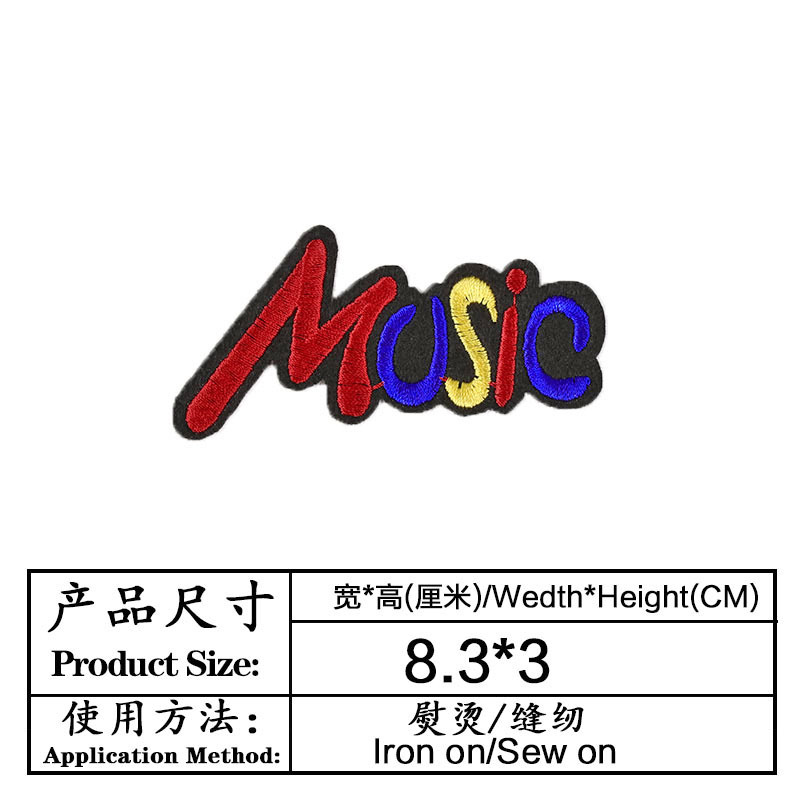 Music
产品尺寸
Product Size:
宽*高(厘米)/Wedth*Height(CM)
8.3*3
使用方法：
Application Method:
熨烫/缝纫
Iron on/Sew on